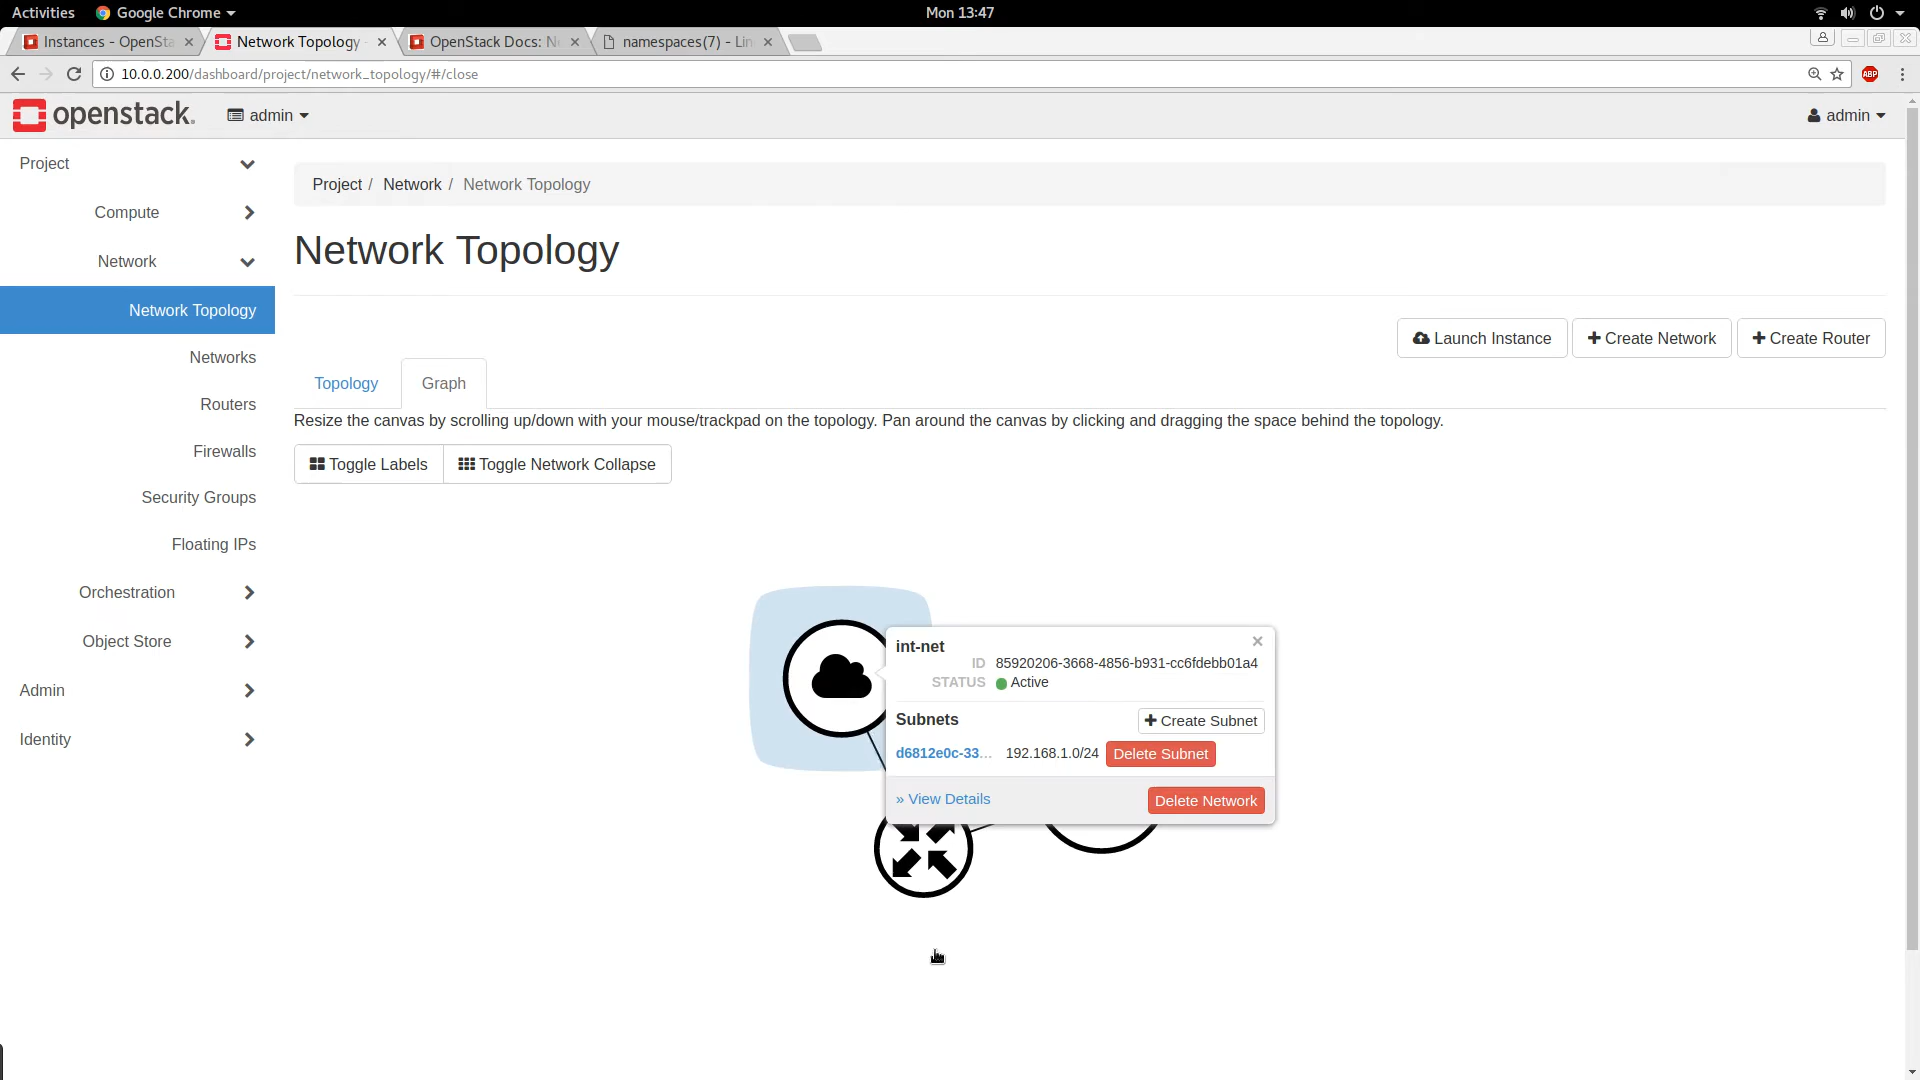 Activities Google Chrome Mon 13:47
Instances - OpenSta Network Topology - OpenStack Docs: N namespaces(7) - Lin
10.0.0.200/dashboard/project/network_topology/#/close ABP
openstack. admin admin
Project
Compute
Network
Network Topology
Networks
Routers
Firewalls
Security Groups
Floating IPs
Orchestration
Object Store
Admin
Identity
Project / Network / Network Topology
Network Topology
Launch Instance Create Network Create Router
Topology Graph
Resize the canvas by scrolling up/down with your mouse/trackpad on the topology. Pan around the canvas by clicking and dragging the space behind the topology.
Toggle Labels Toggle Network Collapse
int-net ×
ID 85920206-3668-4856-b931-cc6fdebb01a4
STATUS Active
Subnets Create Subnet
d6812e0c-33... 192.168.1.0/24 Delete Subnet
» View Details Delete Network